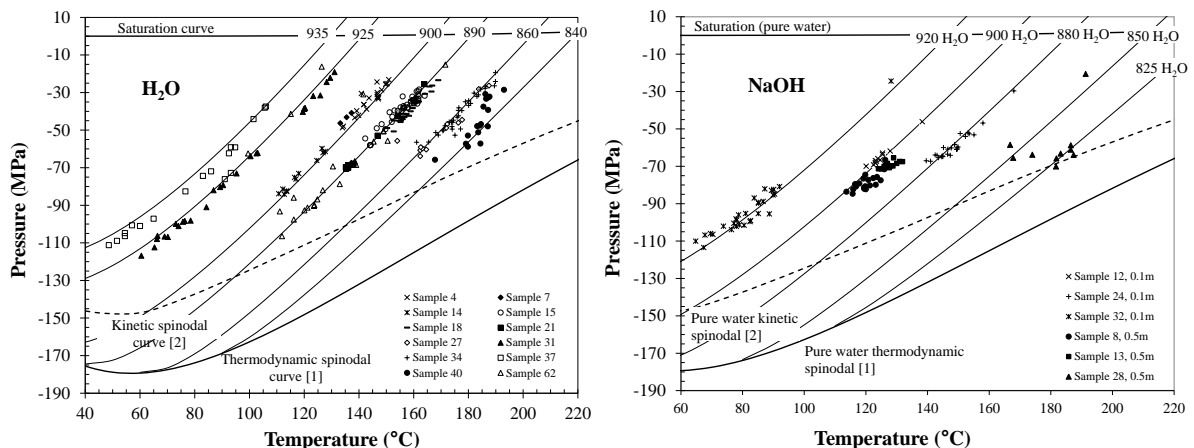 10
-10
-30
-50
-70
-90
-110
-130
-150
-170
-190
Pressure (MPa)
Saturation curve
935
925
900
890
860
840
H2O
Kinetic spinodal
curve [2]
Thermodynamic spinodal
curve [1]
Sample 4
Sample 7
Sample 14
Sample 15
Sample 18
Sample 21
Sample 27
Sample 31
Sample 34
Sample 37
Sample 40
Sample 62
40
60
80
100
120
140
160
180
200
220
Temperature (°C)
10
-10
-30
-50
-70
-90
-110
-130
-150
-170
-190
Pressure (MPa)
Saturation (pure water)
920 H2O
900 H2O
880 H2O
850 H2O
825 H2O
NaOH
Pure water kinetic
spinodal [2]
Pure water thermodynamic
spinodal [1]
Sample 12, 0.1m
Sample 24, 0.1m
Sample 32, 0.1m
Sample 8, 0.5m
Sample 13, 0.5m
Sample 28, 0.5m
60
80
100
120
140
160
180
200
220
Temperature (°C)